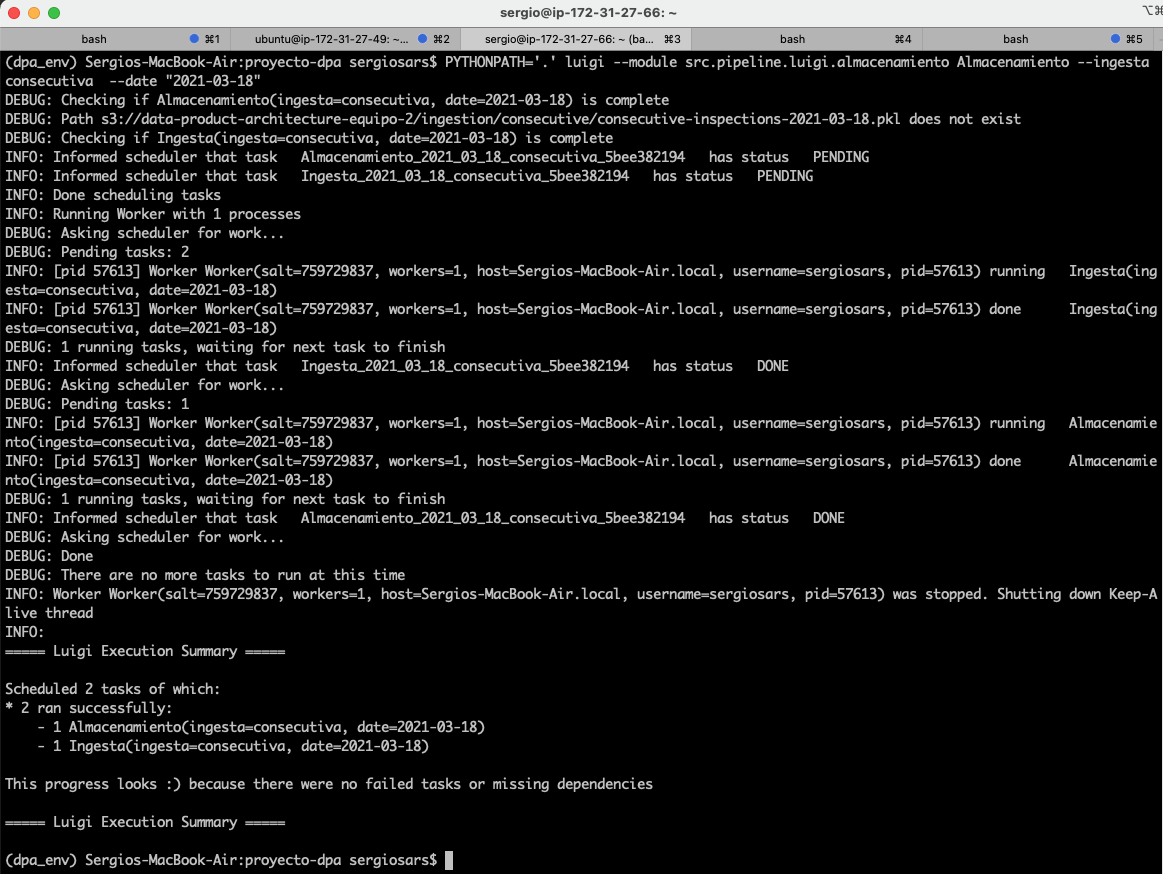 sergio@ip-172-31-27-66: ~
⌥⌘
bash ⌘1 ubuntu@ip-172-31-27-49: ~... ⌘2 sergio@ip-172-31-27-66: ~ (ba... ⌘3 bash ⌘4 bash ⌘5
(dpa_env) Sergios-MacBook-Air:proyecto-dpa sergiosars$ PYTHONPATH='.' luigi --module src.pipeline.luigi.almacenamiento Almacenamiento --ingesta
consecutiva  --date "2021-03-18"
DEBUG: Checking if Almacenamiento(ingesta=consecutiva, date=2021-03-18) is complete
DEBUG: Path s3://data-product-architecture-equipo-2/ingestion/consecutive/consecutive-inspections-2021-03-18.pkl does not exist
DEBUG: Checking if Ingesta(ingesta=consecutiva, date=2021-03-18) is complete
INFO: Informed scheduler that task   Almacenamiento_2021_03_18_consecutiva_5bee382194   has status   PENDING
INFO: Informed scheduler that task   Ingesta_2021_03_18_consecutiva_5bee382194   has status   PENDING
INFO: Done scheduling tasks
INFO: Running Worker with 1 processes
DEBUG: Asking scheduler for work...
DEBUG: Pending tasks: 2
INFO: [pid 57613] Worker Worker(salt=759729837, workers=1, host=Sergios-MacBook-Air.local, username=sergiosars, pid=57613) running   Ingesta(ing
esta=consecutiva, date=2021-03-18)
INFO: [pid 57613] Worker Worker(salt=759729837, workers=1, host=Sergios-MacBook-Air.local, username=sergiosars, pid=57613) done      Ingesta(ing
esta=consecutiva, date=2021-03-18)
DEBUG: 1 running tasks, waiting for next task to finish
INFO: Informed scheduler that task   Ingesta_2021_03_18_consecutiva_5bee382194   has status   DONE
DEBUG: Asking scheduler for work...
DEBUG: Pending tasks: 1
INFO: [pid 57613] Worker Worker(salt=759729837, workers=1, host=Sergios-MacBook-Air.local, username=sergiosars, pid=57613) running   Almacenamie
nto(ingesta=consecutiva, date=2021-03-18)
INFO: [pid 57613] Worker Worker(salt=759729837, workers=1, host=Sergios-MacBook-Air.local, username=sergiosars, pid=57613) done      Almacenamie
nto(ingesta=consecutiva, date=2021-03-18)
DEBUG: 1 running tasks, waiting for next task to finish
INFO: Informed scheduler that task   Almacenamiento_2021_03_18_consecutiva_5bee382194   has status   DONE
DEBUG: Asking scheduler for work...
DEBUG: Done
DEBUG: There are no more tasks to run at this time
INFO: Worker Worker(salt=759729837, workers=1, host=Sergios-MacBook-Air.local, username=sergiosars, pid=57613) was stopped. Shutting down Keep-A
live thread
INFO:
===== Luigi Execution Summary =====
Scheduled 2 tasks of which:
* 2 ran successfully:
    - 1 Almacenamiento(ingesta=consecutiva, date=2021-03-18)
    - 1 Ingesta(ingesta=consecutiva, date=2021-03-18)
This progress looks :) because there were no failed tasks or missing dependencies
===== Luigi Execution Summary =====
(dpa_env) Sergios-MacBook-Air:proyecto-dpa sergiosars$